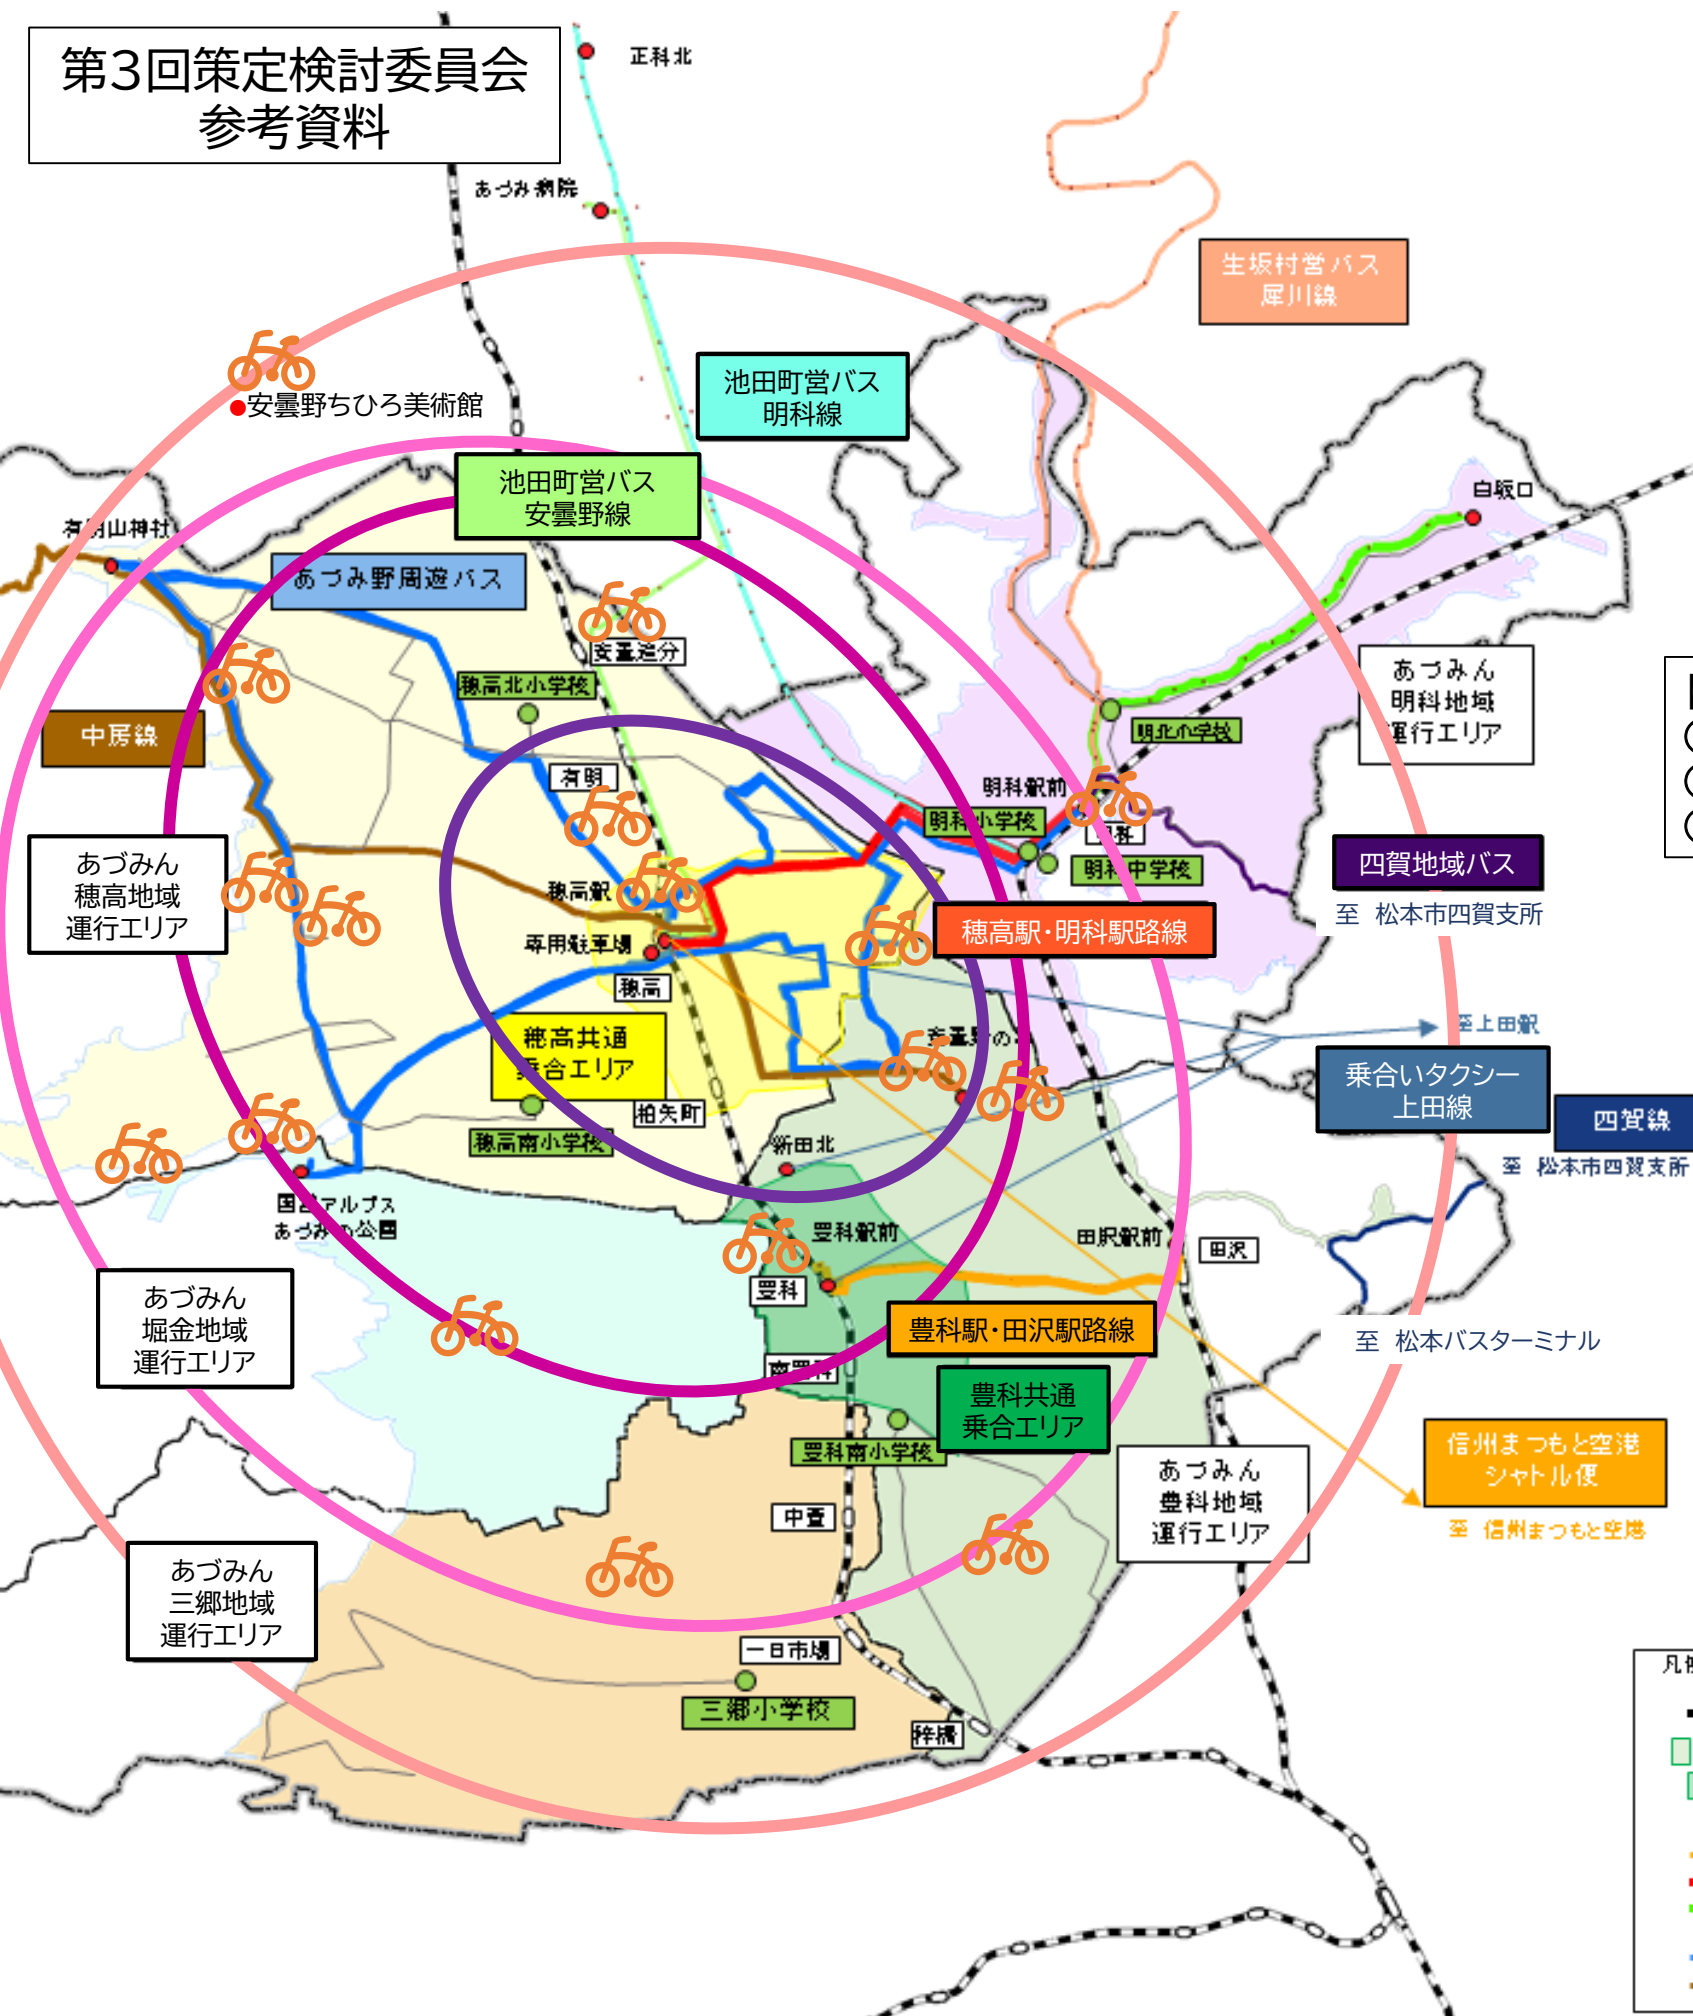 第3回策定検討委員会
参考資料
正科北
あづみ病院
生坂村営バス
犀川線
安曇野ちひろ美術館
池田町営バス
明科線
池田町営バス
安曇野線
白坂口
有明山神社
あづみ野周遊バス
安曇追分
穂高北小学校
あづみん
明科地域
運行エリア
中房線
明北小学校
有明
明科駅前
明科小学校
明科
明科中学校
四賀地域バス
至 松本市四賀支所
あづみん
穂高地域
運行エリア
穂高駅
穂高駅・明科駅路線
専用駐車場
穂高
至上田駅
穂高共通
乗合エリア
安曇野の
乗合いタクシー
上田線
四賀線
至 松本市四賀支所
柏矢町
穂高南小学校
新田北
国営アルプス
あづみの公園
豊科駅前
田沢駅前
田沢
豊科
あづみん
堀金地域
運行エリア
豊科駅・田沢駅路線
至 松本バスターミナル
南豊科
豊科共通
乗合エリア
豊科南小学校
信州まつもと空港
シャトル便
至 信州まつもと空港
あづみん
豊科地域
運行エリア
中萱
あづみん
三郷地域
運行エリア
一日市場
三郷小学校
梓橋